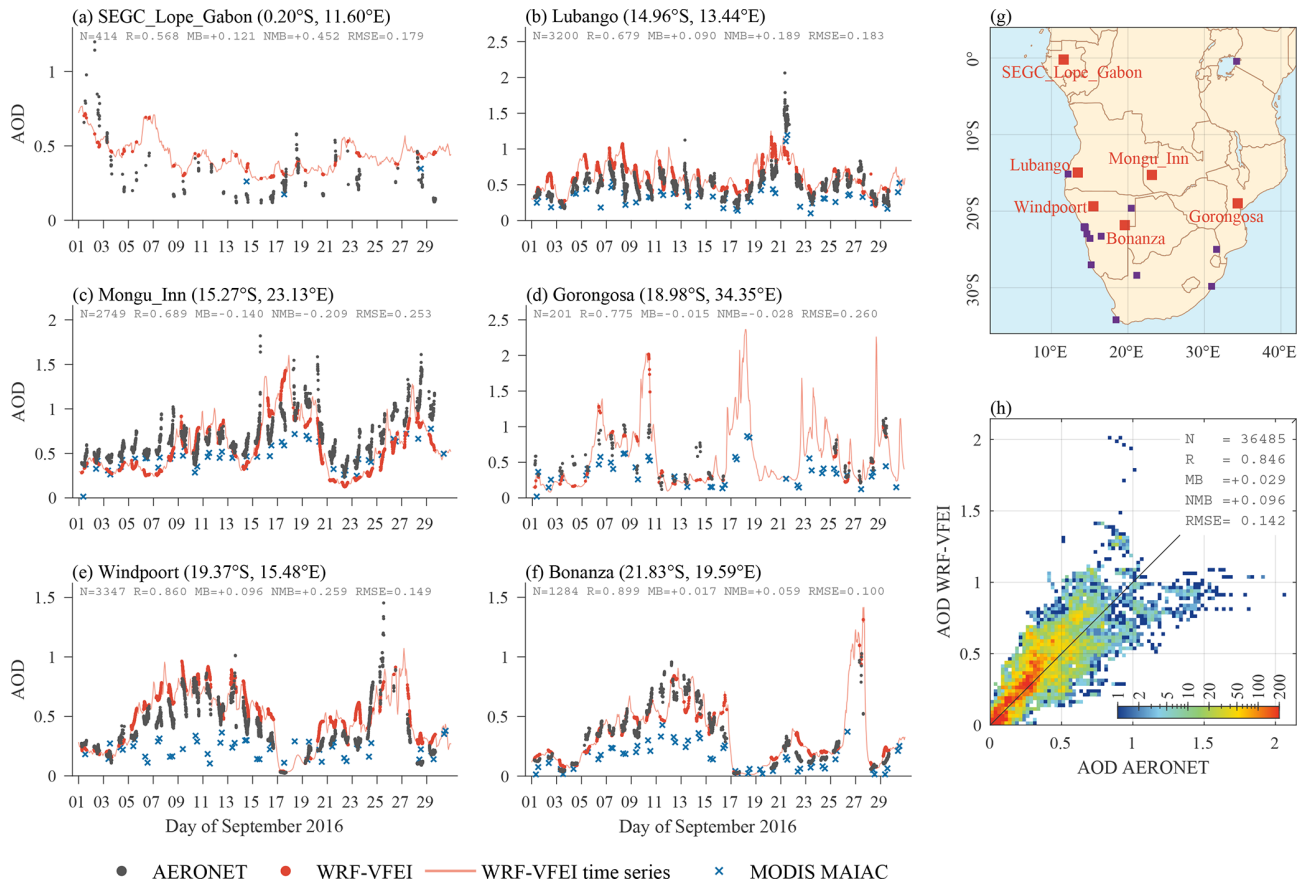 (a) SEGC_Lope_Gabon (0.20°S, 11.60°E)
N=414 R=0.568 MB=+0.121 NMB=+0.452 RMSE=0.179
AOD
1
0.5
0
01 03 05 07 09 11 13 15 17 19 21 23 25 27 29
(b) Lubango (14.96°S, 13.44°E)
N=3200 R=0.679 MB=+0.090 NMB=+0.189 RMSE=0.183
2.5
2
1.5
1
0.5
0
01 03 05 07 09 11 13 15 17 19 21 23 25 27 29
(c) Mongu_Inn (15.27°S, 23.13°E)
N=2749 R=0.689 MB=-0.140 NMB=-0.209 RMSE=0.253
AOD
2
1.5
1
0.5
0
01 03 05 07 09 11 13 15 17 19 21 23 25 27 29
(d) Gorongosa (18.98°S, 34.35°E)
N=201 R=0.775 MB=-0.015 NMB=-0.028 RMSE=0.260
2
1.5
1
0.5
0
01 03 05 07 09 11 13 15 17 19 21 23 25 27 29
(e) Windpoort (19.37°S, 15.48°E)
N=3347 R=0.860 MB=+0.096 NMB=+0.259 RMSE=0.149
AOD
1.5
1
0.5
0
01 03 05 07 09 11 13 15 17 19 21 23 25 27 29
Day of September 2016
(f) Bonanza (21.83°S, 19.59°E)
N=1284 R=0.899 MB=+0.017 NMB=+0.059 RMSE=0.100
1.5
1
0.5
0
01 03 05 07 09 11 13 15 17 19 21 23 25 27 29
Day of September 2016
AERONET WRF-VFEI WRF-VFEI time series MODIS MAIAC
(g)
SEGC_Lope_Gabon
Lubango
Mongu_Inn
Windpoort
Gorongosa
Bonanza
0°
10°S
20°S
30°S
10°E 20°E 30°E 40°E
(h)
N = 36485
R = 0.846
MB =+0.029
NMB =+0.096
RMSE= 0.142
AOD WRF-VFEI
2
1.5
1
0.5
0
1 2 5 10 20 50 100 200
0 0.5 1 1.5 2
AOD AERONET